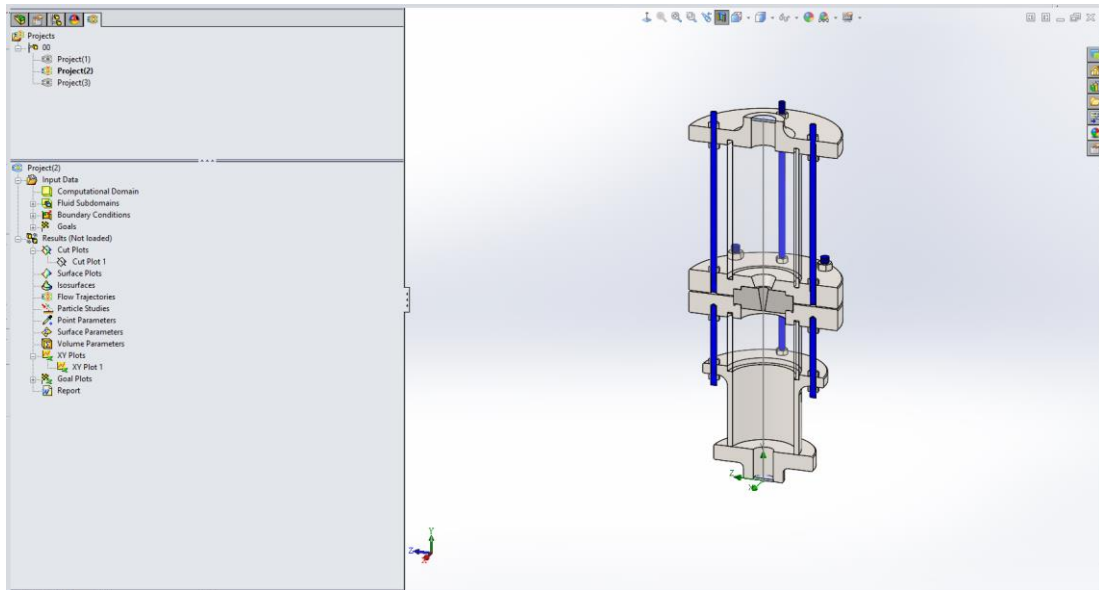 Projects
00
Project(1)
Project(2)
Project(3)
Project(2)
Input Data
Computational Domain
Fluid Subdomains
Boundary Conditions
Goals
Results (Not loaded)
Cut Plots
Cut Plot 1
Surface Plots
Isosurfaces
Flow Trajectories
Particle Studies
Point Parameters
Surface Parameters
Volume Parameters
XY Plots
XY Plot 1
Goal Plots
Report
Z
Y
Z